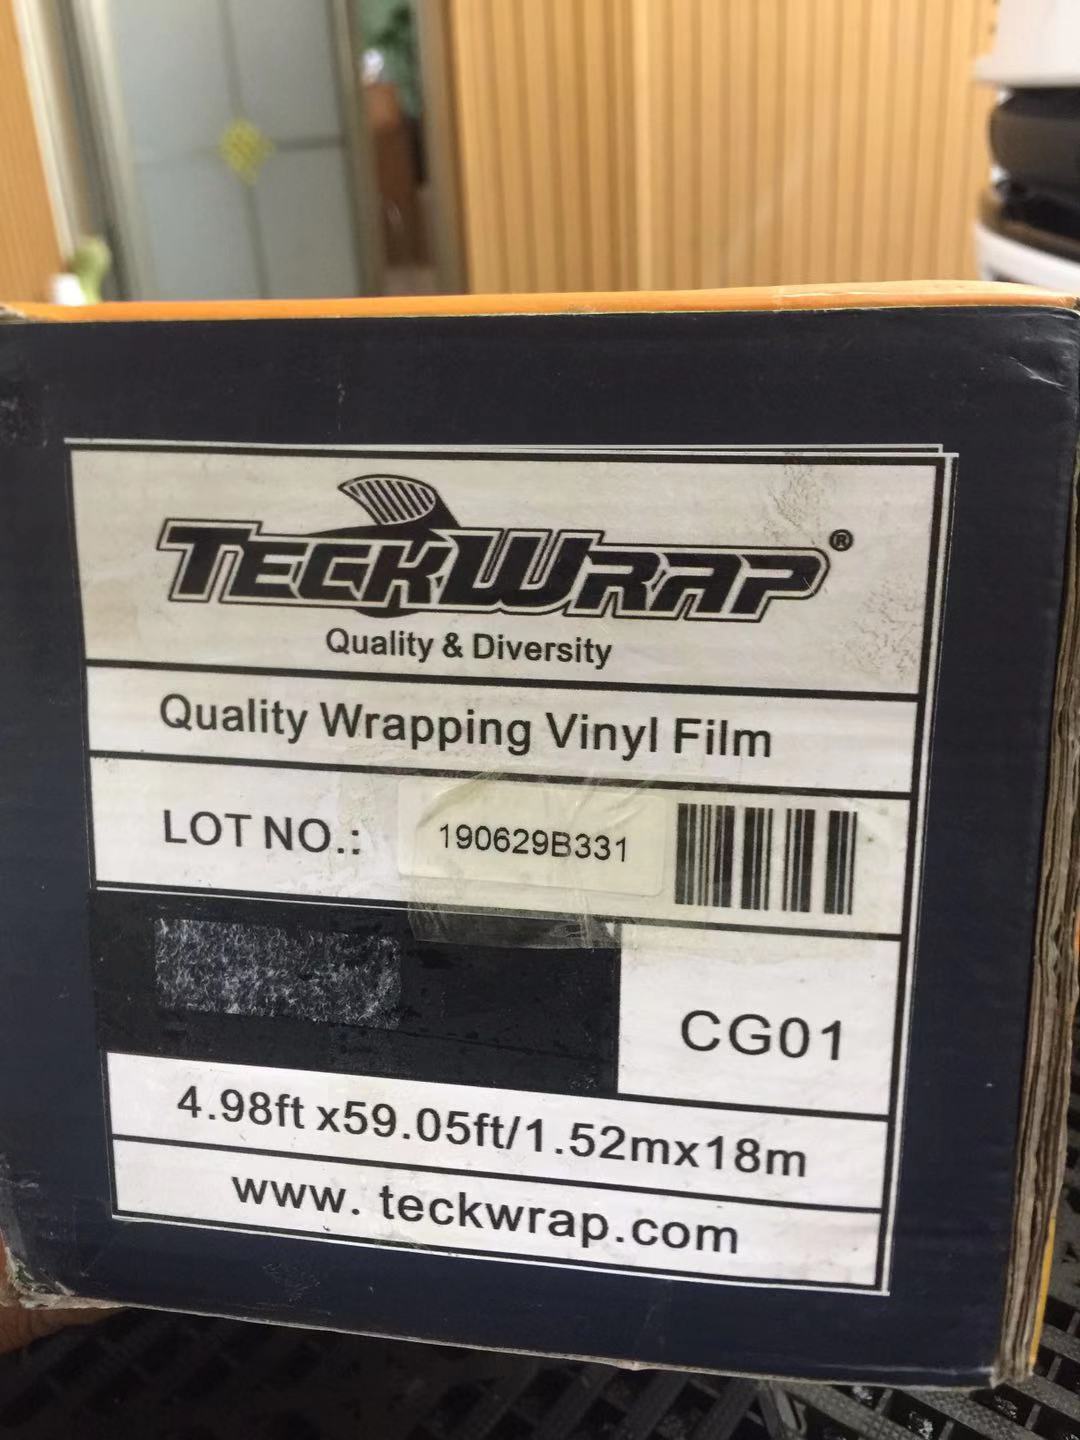 TECKWRAP®
Quality & Diversity
Quality Wrapping Vinyl Film
LOT NO.: 190629B331
CG01
4.98ft x59.05ft/1.52mx18m
www. teckwrap.com